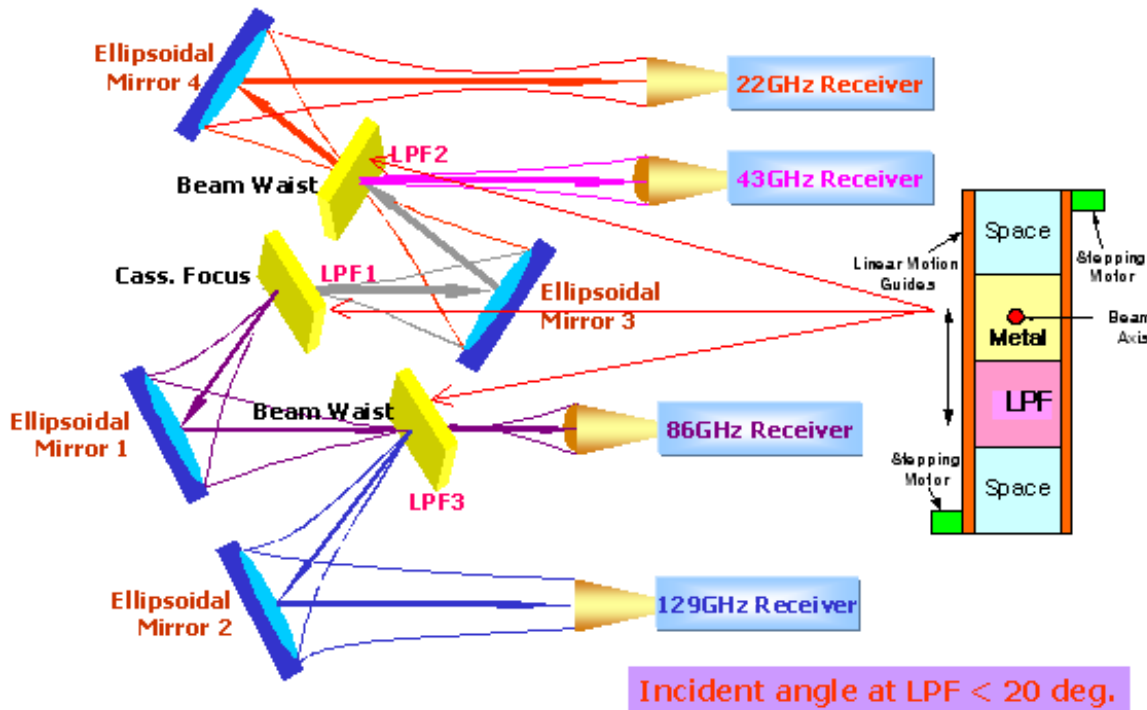 Ellipsoidal
Mirror 4
22GHz Receiver
LPF2
Beam Waist
43GHz Receiver
Cass. Focus
LPF1
Ellipsoidal
Mirror 3
Ellipsoidal
Mirror 1
Beam Waist
86GHz Receiver
LPF3
Ellipsoidal
Mirror 2
129GHz Receiver
Space
Linear Motion
Guides
Stepping
Motor
Metal
Beam
Axis
LPF
Stepping
Motor
Space
Incident angle at LPF < 20 deg.